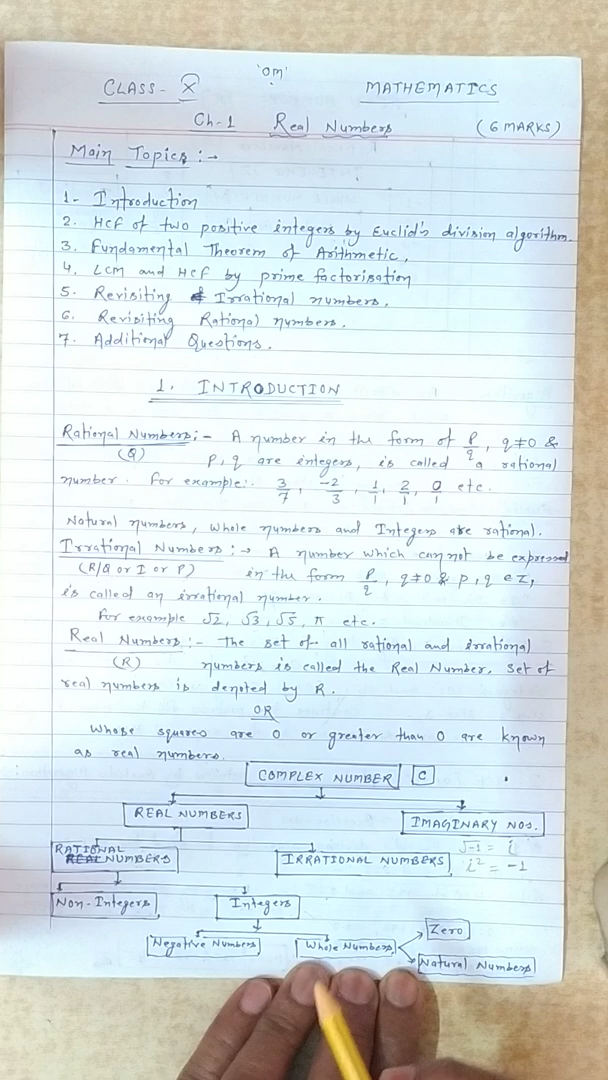 'OM'
CLASS- X MATHEMATICS
Ch-1 Real Numbers (6 MARKS)
Main Topics :→
1- Introduction
2. HCF of two positive integers by Euclid's division algorithm.
3. Fundamental Theorem of Arithmetic.
4. LCM and HCF by prime factorisation
5. Revisiting Irrational numbers.
6. Revisiting Rational numbers.
7. Additional Questions.
1. INTRODUCTION
Rational Numbers:- A number in the form of p/q, q≠0 &
(Q) p, q are integers, is called a rational
number. For example:- 3/7, -2/3, 1/1, 2/1, 0/1 etc.
Natural numbers, whole numbers and Integers are rational.
Irrational Numbers:→ A number which can not be expressed
(R/Q or I or P) in the form p/q, q≠0 & p, q ∈ Z,
is called an irrational number.
For example √2, √3, √5, π etc.
Real Numbers:- The set of all rational and irrational
(R) numbers is called the Real Number. Set of
real numbers is denoted by R.
OR
Whose squares are 0 or greater than 0 are known
as real numbers.
COMPLEX NUMBER C
REAL NUMBERS IMAGINARY NOS.
√-1 = i
i² = -1
RATIONAL NUMBERS IRRATIONAL NUMBERS
Non-Integers Integers
Negative Numbers Whole Numbers Zero
Natural Numbers